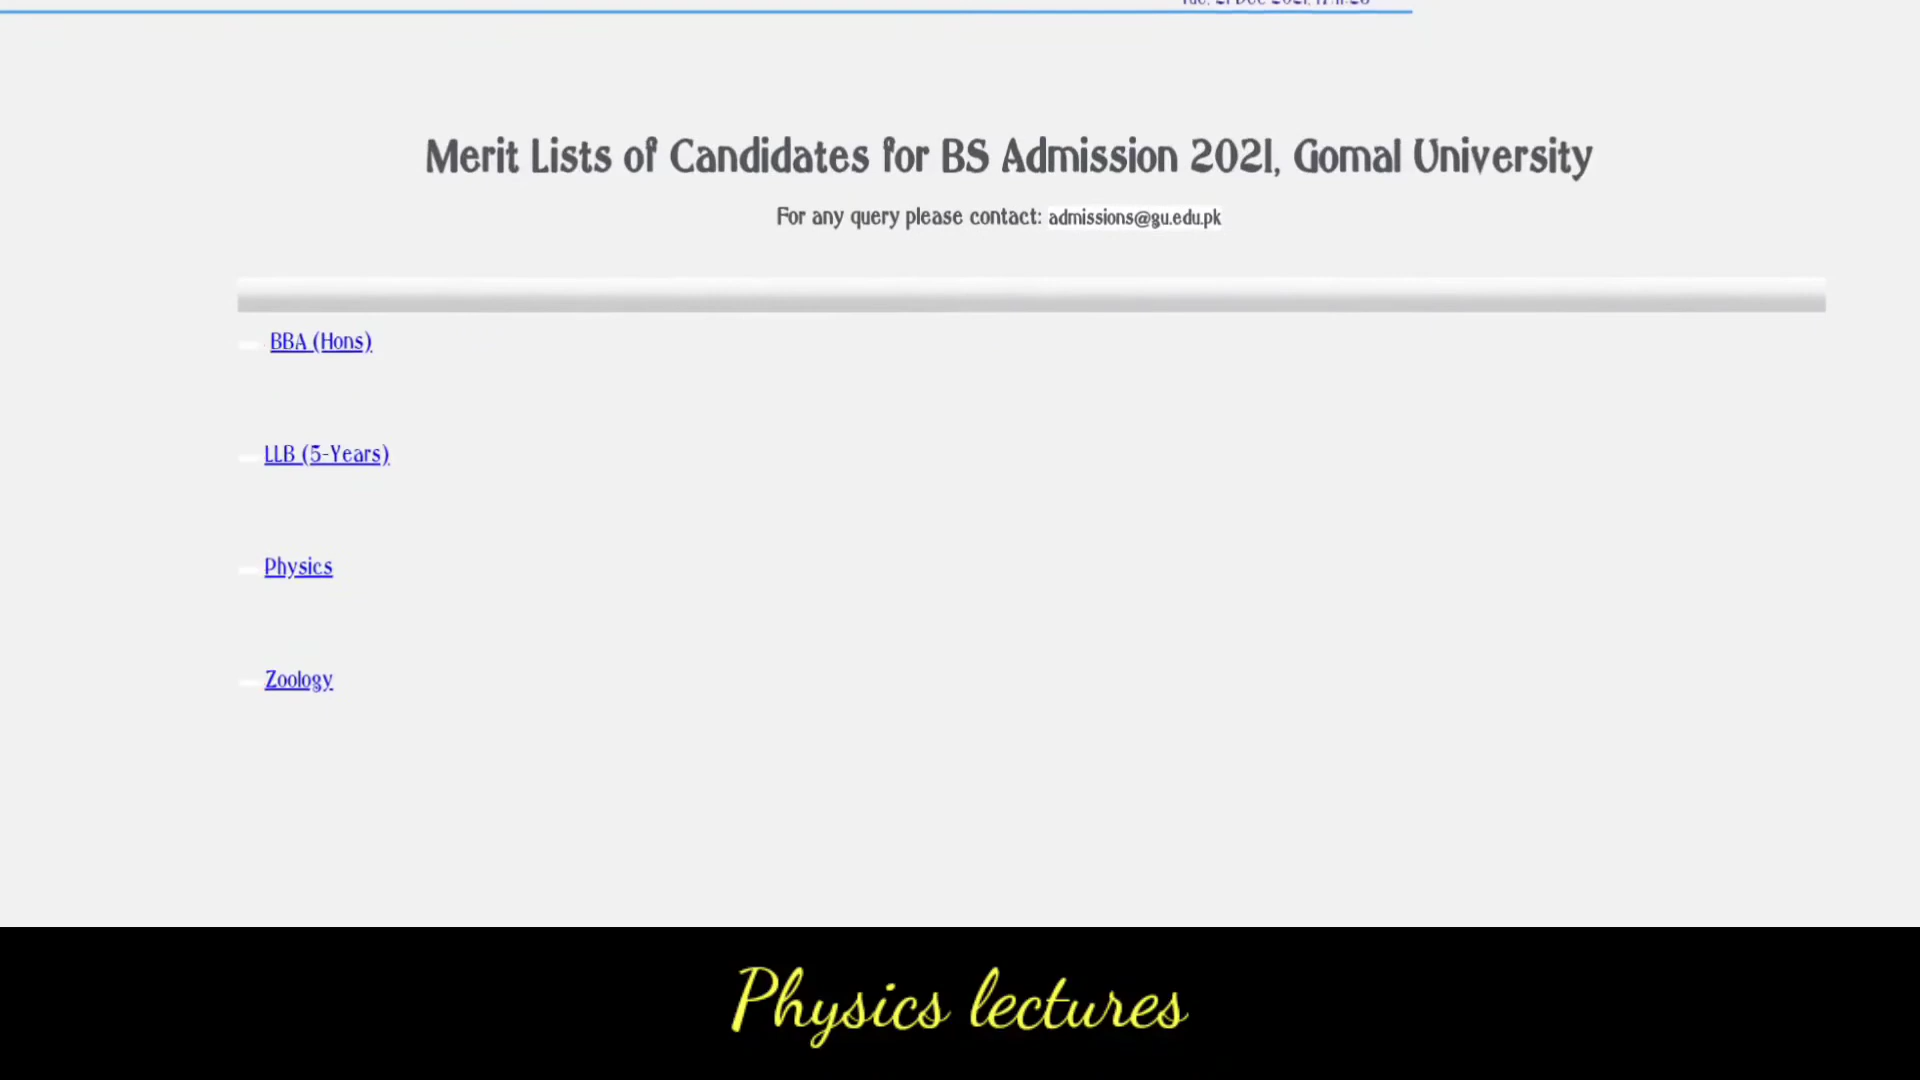 Merit Lists of Candidates for BS Admission 2021, Gomal University
For any query please contact: admissions@gu.edu.pk
BBA (Hons)
LLB (5-Years)
Physics
Zoology
Physics lectures